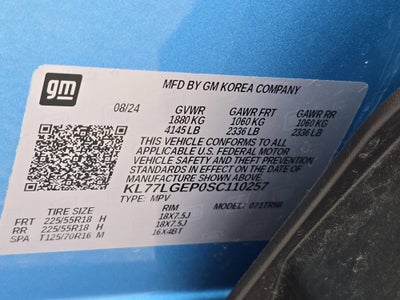 gm
MFD BY GM KOREA COMPANY
08/24 GVWR GAWR FRT GAWR RR
1880 KG 1060 KG 1060 KG
4145 LB 2336 LB 2336 LB
THIS VEHICLE CONFORMS TO ALL
APPLICABLE U.S. FEDERAL MOTOR
VEHICLE SAFETY STANDARDS IN
EFFECT ON THE DATE OF
MANUFACTURE SHOWN ABOVE.
KL77LGEP0SC110257
TYPE: MPV MODEL: 0Z1TR58
TIRE SIZE RIM
FRT 225/55R18 H 18X7.5J
RR 225/55R18 H 18X7.5J
SPA T125/70R16 M 16X4BT